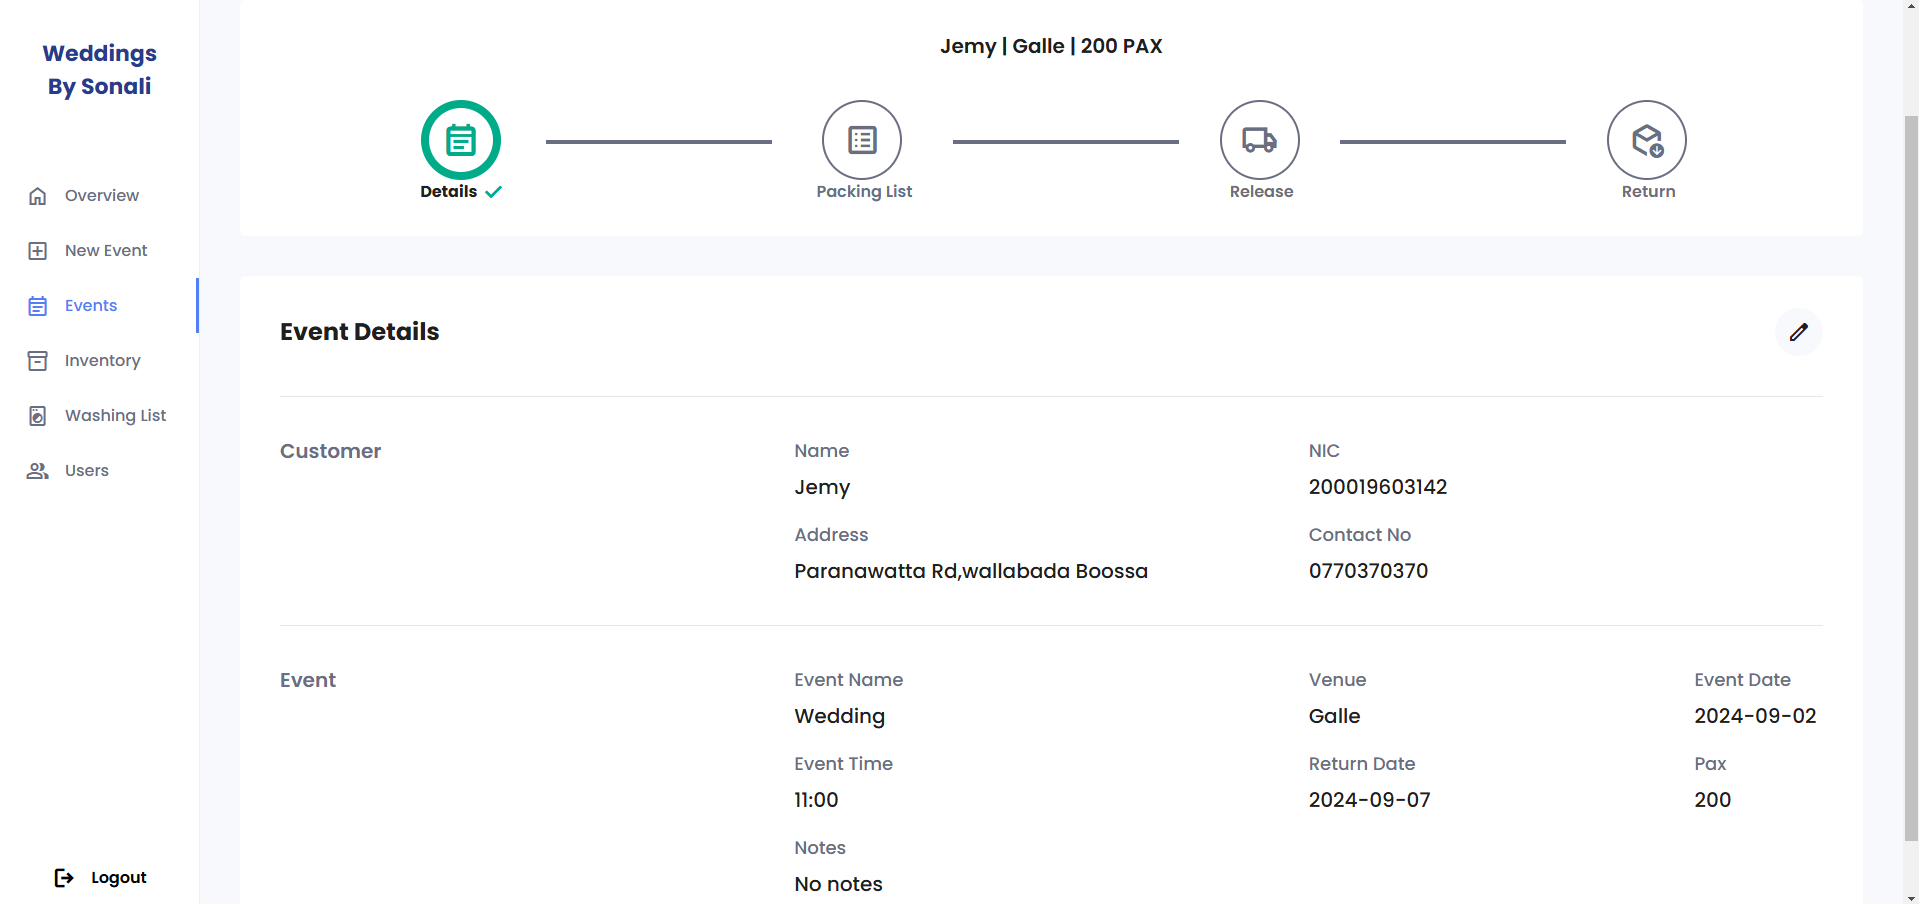 Weddings
By Sonali
Overview
New Event
Events
Inventory
Washing List
Users
Logout
Jemy | Galle | 200 PAX
Details
Packing List
Release
Return
Event Details
Customer
Name
NIC
Jemy
200019603142
Address
Contact No
Paranawatta Rd,wallabada Boossa
0770370370
Event
Event Name
Venue
Event Date
Wedding
Galle
2024-09-02
Event Time
Return Date
Pax
11:00
2024-09-07
200
Notes
No notes